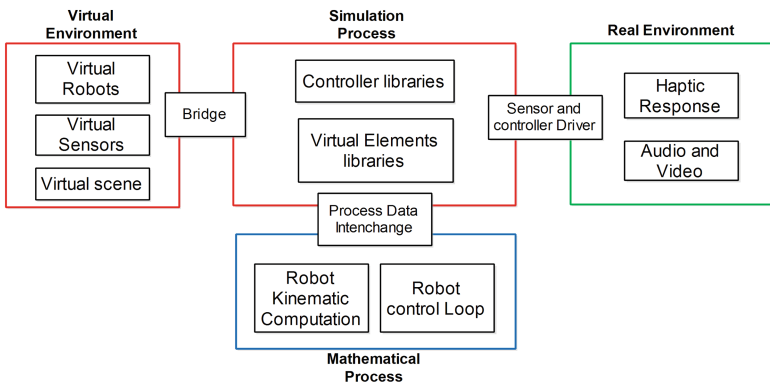 Virtual
Environment
Simulation
Process
Real Environment
Virtual
Robots
Virtual
Sensors
Virtual scene
Bridge
Controller libraries
Virtual Elements
libraries
Sensor and
controller Driver
Haptic
Response
Audio and
Video
Process Data
Intenchange
Robot
Kinematic
Computation
Robot
control Loop
Mathematical
Process